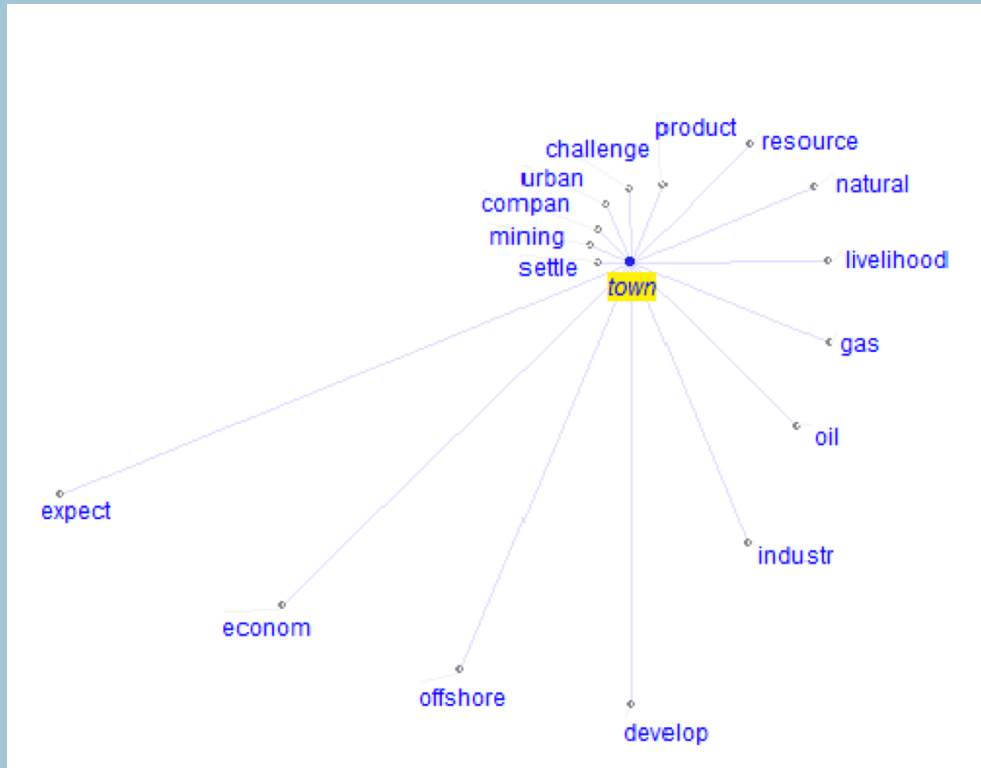 product
resource
challenge
urban
natural
compan
mining
settle
livelihood
town
gas
oil
expect
industr
econom
offshore
develop